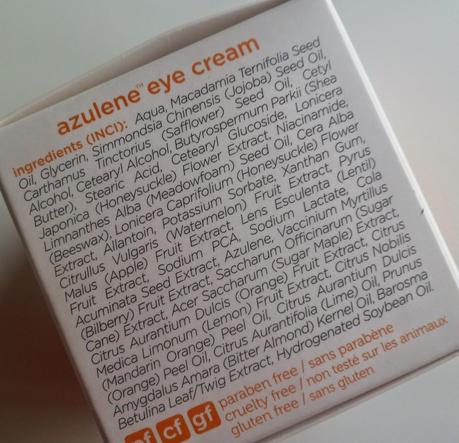 azulene™ eye cream
ingredients (INCI): Aqua, Macadamia Ternifolia Seed
Oil, Glycerin, Simmondsia Chinensis (Jojoba) Seed Oil,
Carthamus Tinctorius (Safflower) Seed Oil, Cetyl
Alcohol, Cetearyl Alcohol, Butyrospermum Parkii (Shea
Butter), Stearic Acid, Cetearyl Glucoside, Lonicera
Japonica (Honeysuckle) Flower Extract, Niacinamide,
Limnanthes Alba (Meadowfoam) Seed Oil, Cera Alba
(Beeswax), Lonicera Caprifolium (Honeysuckle) Flower
Extract, Allantoin, Potassium Sorbate, Xanthan Gum,
Citrullus Vulgaris (Watermelon) Fruit Extract, Pyrus
Malus (Apple) Fruit Extract, Lens Esculenta (Lentil)
Fruit Extract, Sodium PCA, Sodium Lactate, Cola
Acuminata Seed Extract, Azulene, Vaccinium Myrtillus
(Bilberry) Fruit Extract, Saccharum Officinarum (Sugar
Cane) Extract, Acer Saccharum (Sugar Maple) Extract,
Citrus Aurantium Dulcis (Orange) Fruit Extract, Citrus
Medica Limonum (Lemon) Fruit Extract, Citrus Nobilis
(Mandarin Orange) Peel Oil, Citrus Aurantium Dulcis
(Orange) Peel Oil, Citrus Aurantifolia (Lime) Oil, Prunus
Amygdalus Amara (Bitter Almond) Kernel Oil, Barosma
Betulina Leaf/Twig Extract, Hydrogenated Soybean Oil.
pf cf gf
paraben free / sans parabène
cruelty free / non testé sur les animaux
gluten free / sans gluten